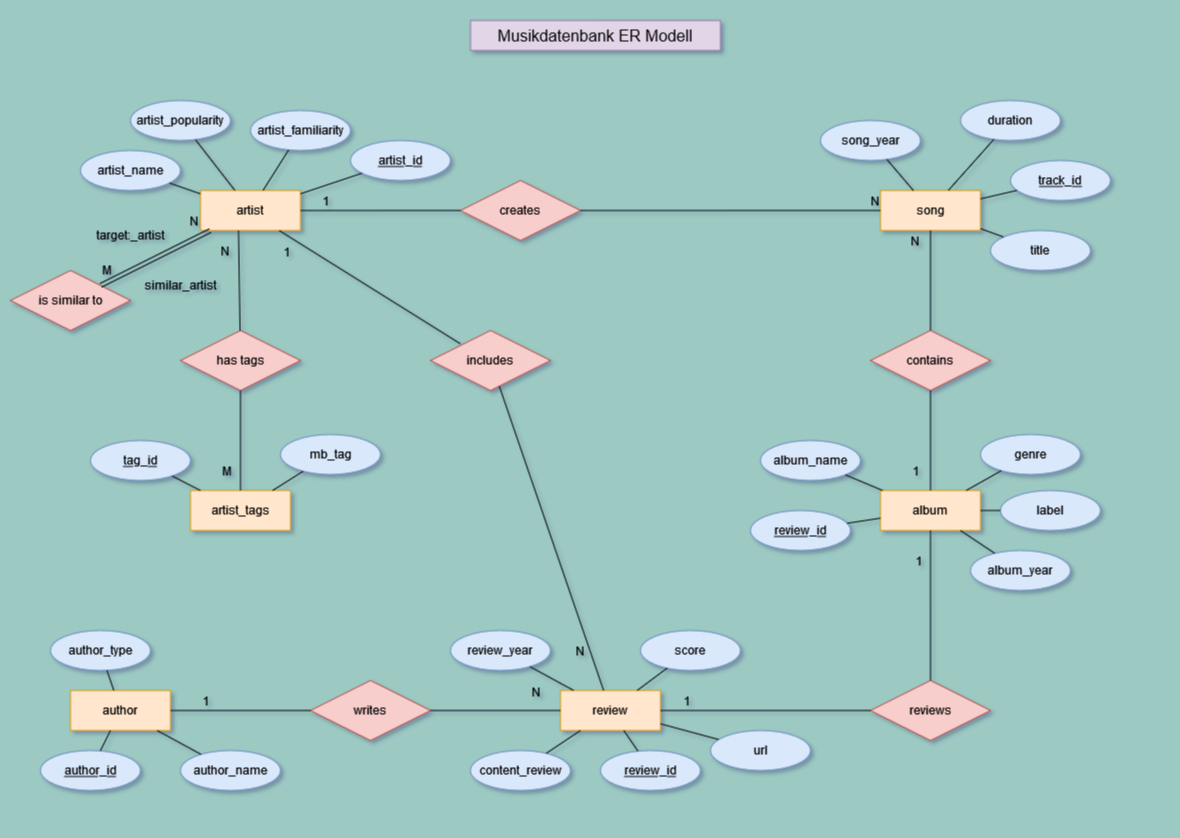 Musikdatenbank ER Modell
artist_popularity
artist_familiarity
artist_name
artist_id
song_year
duration
track_id
title
artist
1
creates
N
song
N
target:_artist
M
similar_artist
is similar to
N
1
N
has tags
includes
contains
tag_id
mb_tag
M
artist_tags
album_name
genre
1
review_id
album
label
album_year
1
author_type
review_year
N
score
author
1
writes
N
review
1
reviews
author_id
author_name
content_review
review_id
url